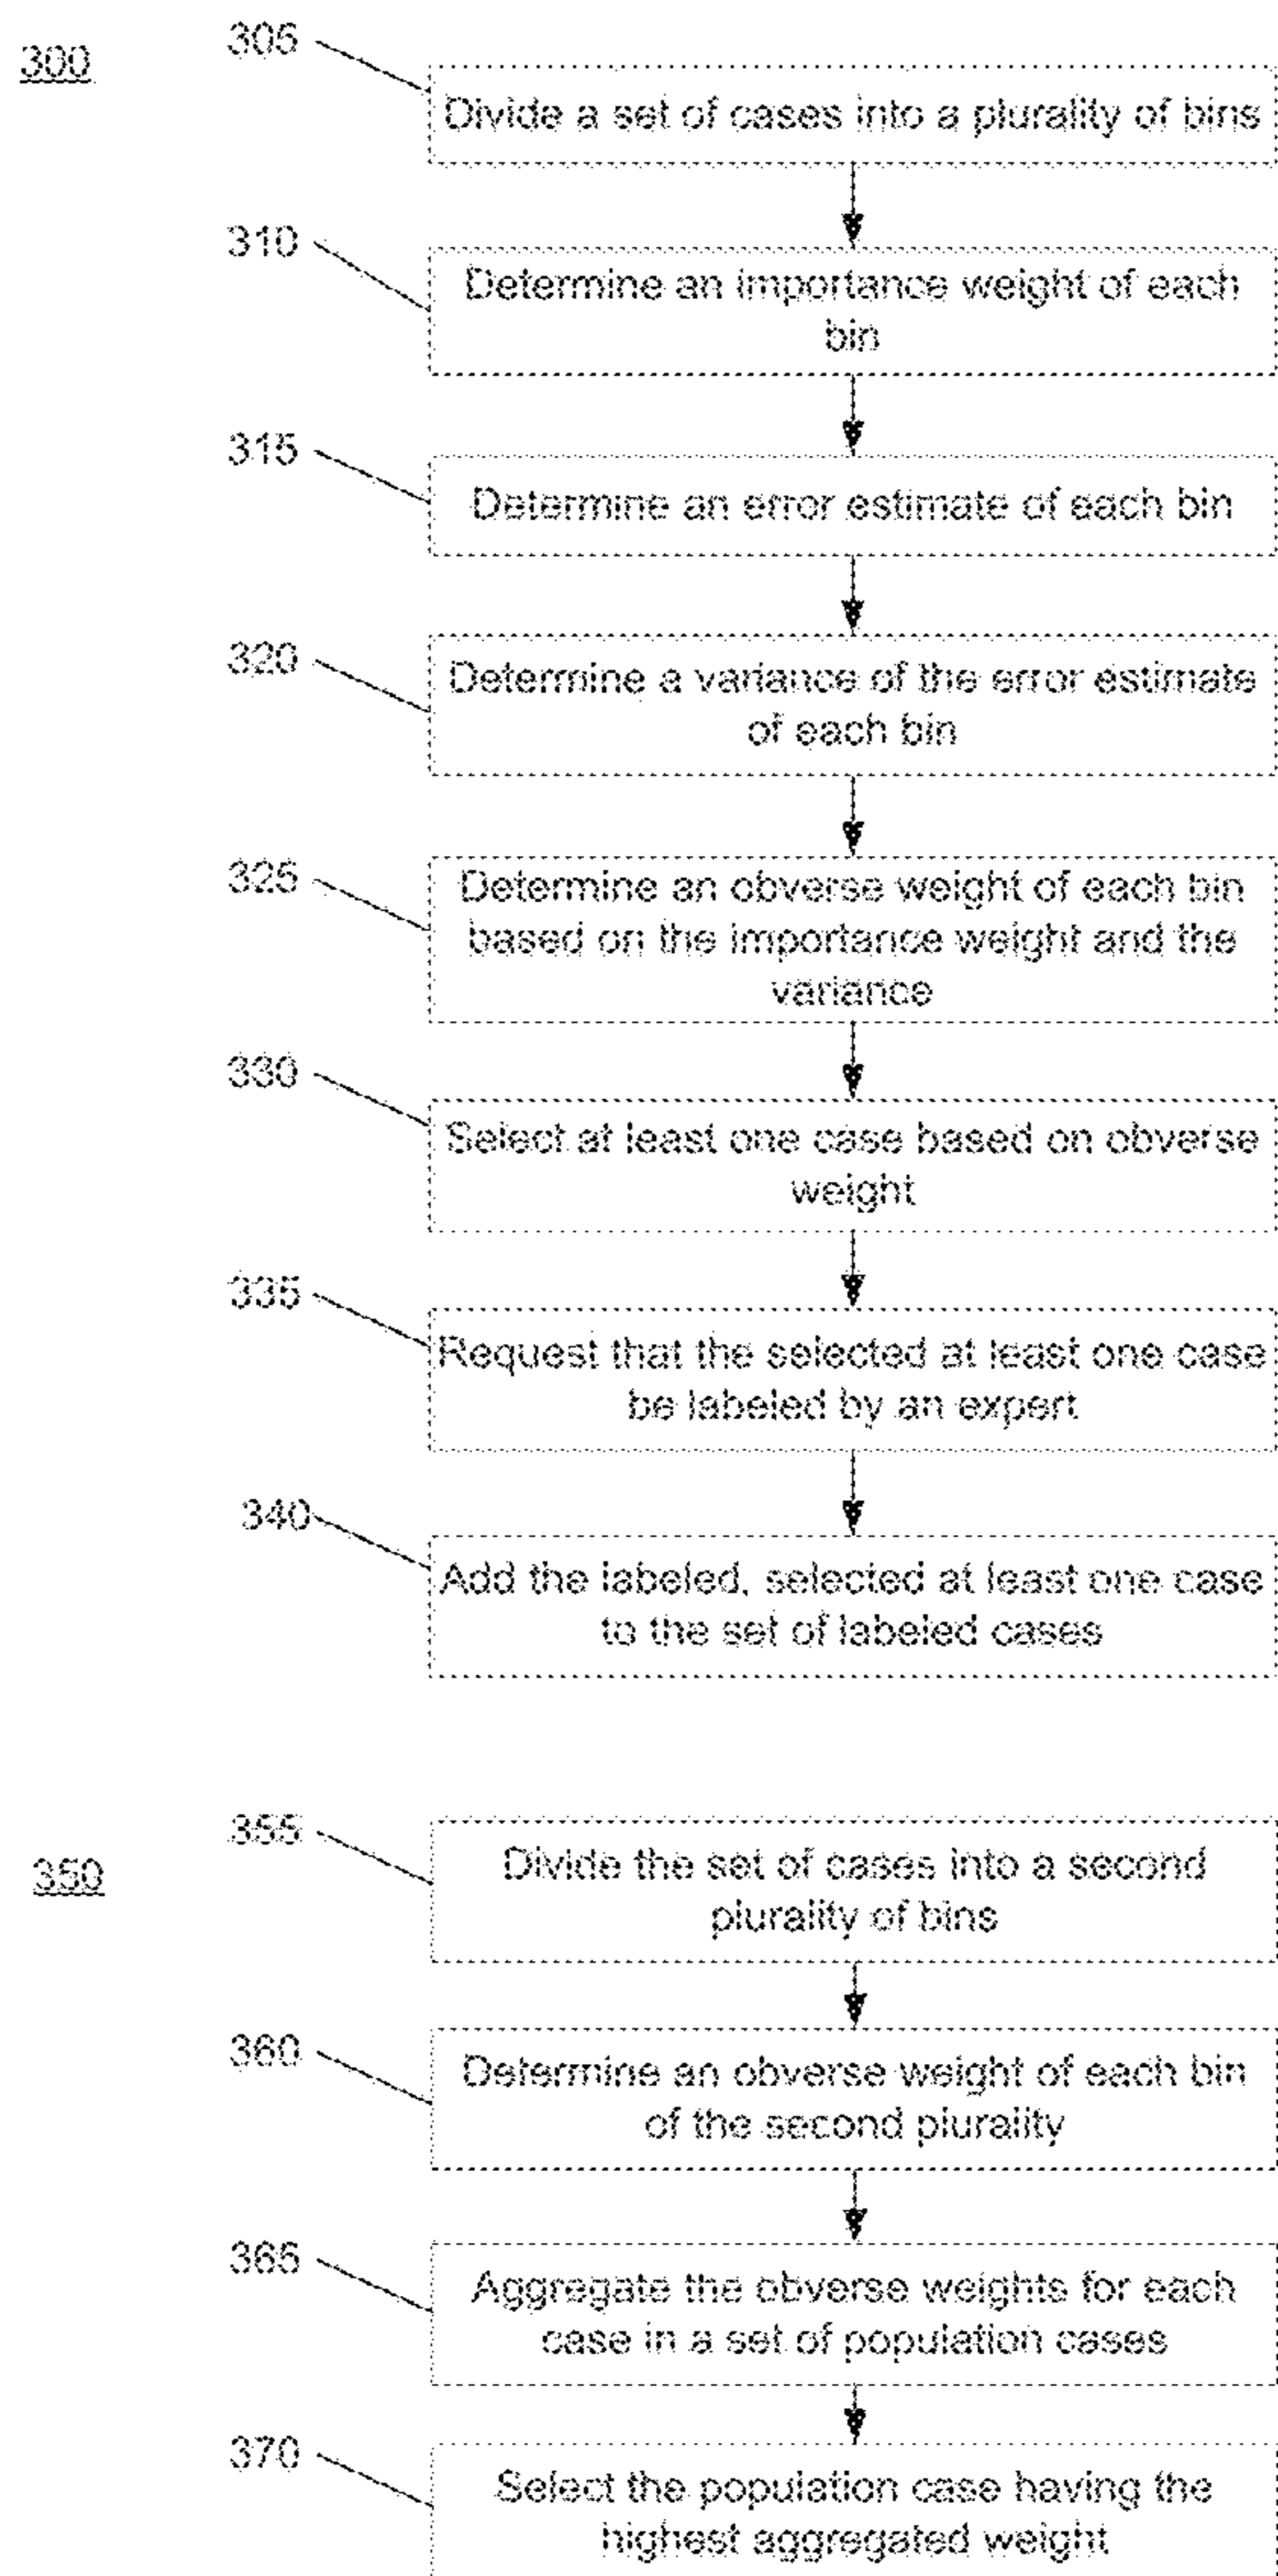 300
305
Divide a set of cases into a plurality of bins
310
Determine an importance weight of each
bin
315
Determine an error estimate of each bin
320
Determine a variance of the error estimate
of each bin
325
Determine an obverse weight of each bin
based on the importance weight and the
variance
330
Select at least one case based on obverse
weight
335
Request that the selected at least one case
be labeled by an expert
340
Add the labeled, selected at least one case
to the set of labeled cases
350
355
Divide the set of cases into a second
plurality of bins
360
Determine an obverse weight of each bin
of the second plurality
365
Aggregate the obverse weights for each
case in a set of population cases
370
Select the population case having the
highest aggregated weight